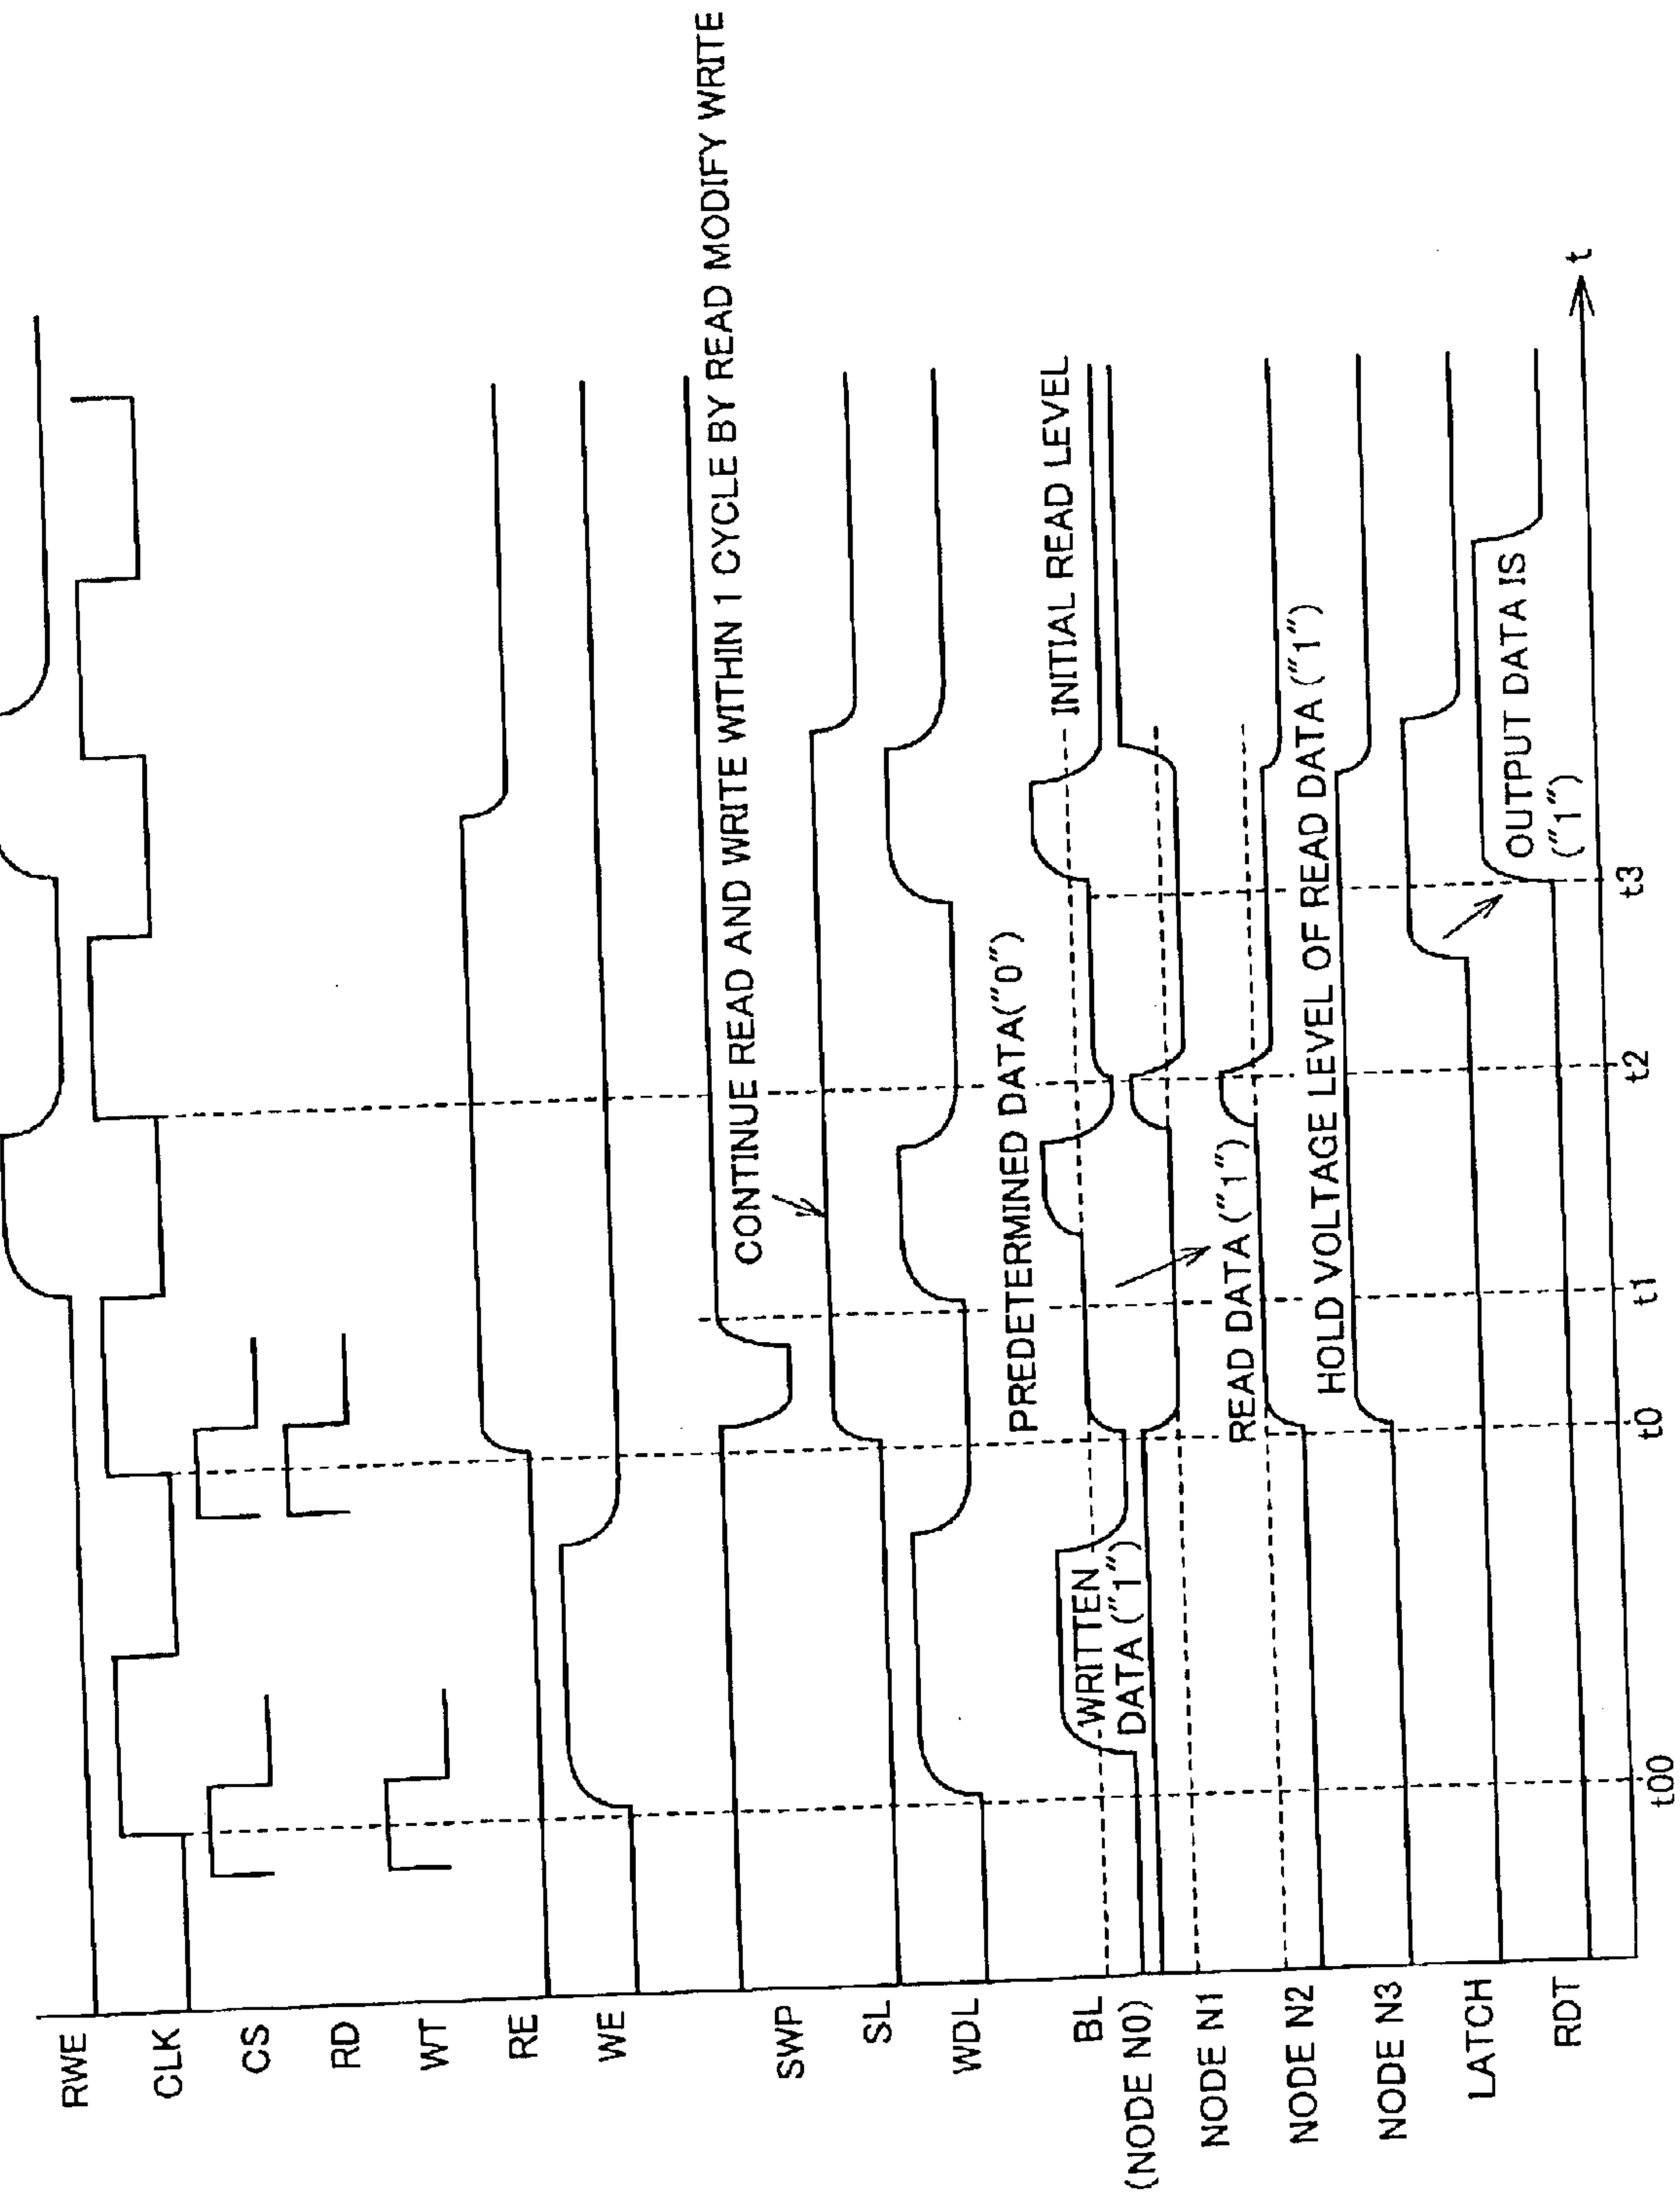 RWE
CLK
CS
RD
WT
RE
WE
CONTINUE READ AND WRITE WITHIN 1 CYCLE BY READ MODIFY WRITE
SWP
SL
WDL
PREDETERMINED DATA("0")
INITIAL READ LEVEL
BL
(NODE N0)
WRITTEN
DATA ("1")
NODE N1
READ DATA ("1")
NODE N2
HOLD VOLTAGE LEVEL OF READ DATA ("1")
NODE N3
LATCH
OUTPUT DATA IS
("1")
RDT
t00
t0
t1
t2
t3
t